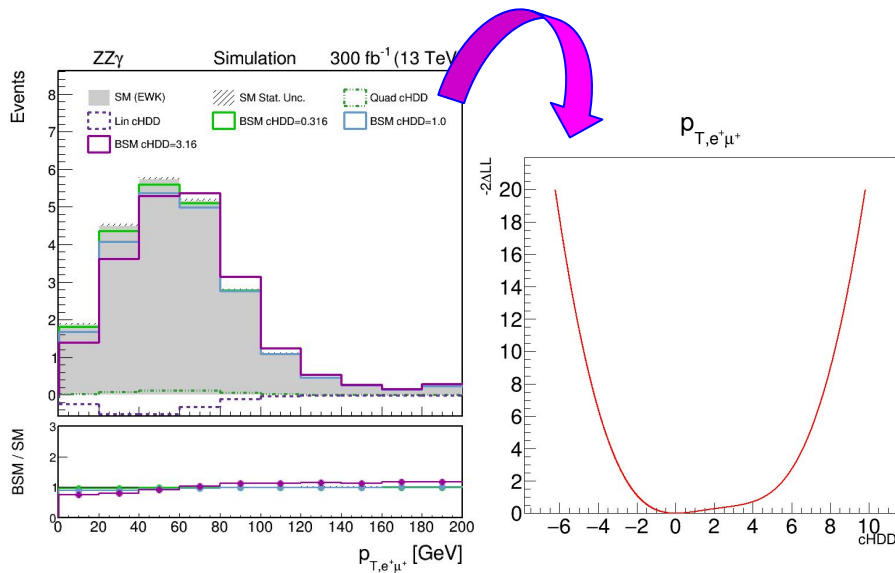 ZZγ Simulation 300 fb⁻¹ (13 TeV)
Events
8
7
6
5
4
3
2
1
0
SM (EWK) SM Stat. Unc. Quad cHDD
Lin cHDD BSM cHDD=0.316 BSM cHDD=1.0
BSM cHDD=3.16
BSM / SM
3
2
1
0
0 20 40 60 80 100 120 140 160 180 200
p_T,e⁺μ⁺ [GeV]
p_T,e⁺μ⁺
-2ΔLL
20
18
16
14
12
10
8
6
4
2
0
−6 −4 −2 0 2 4 6 8 10
cHDD